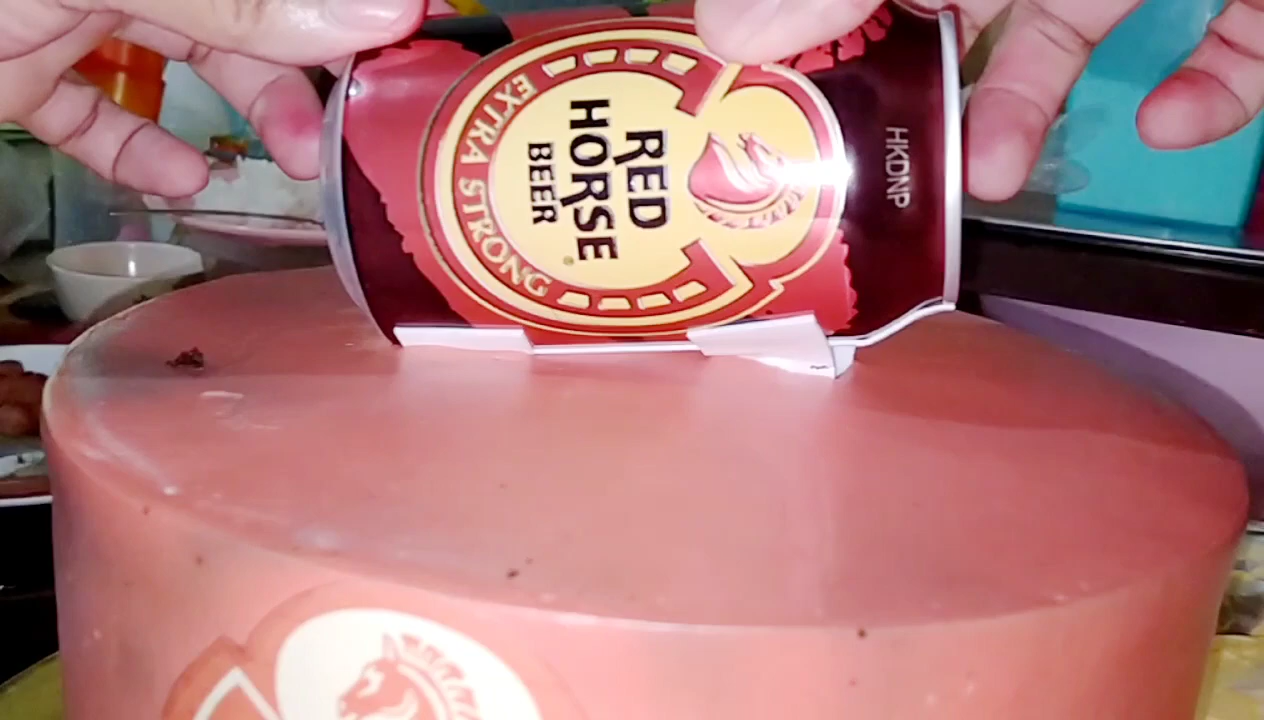 EXTRA STRONG
RED
HORSE®
BEER
HKDNP